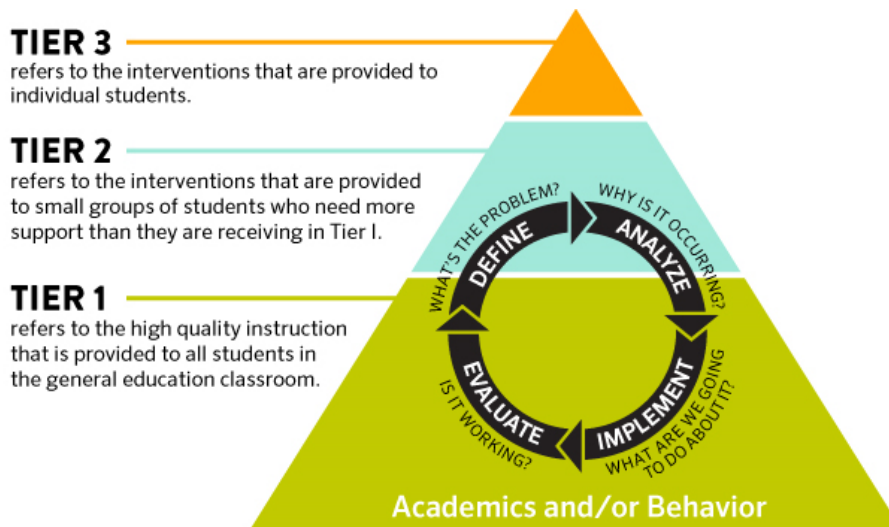 TIER 3
refers to the interventions that are provided to
individual students.
TIER 2
refers to the interventions that are provided
to small groups of students who need more
support than they are receiving in Tier I.
TIER 1
refers to the high quality instruction
that is provided to all students in
the general education classroom.
WHAT'S THE PROBLEM?
DEFINE
WHY IS IT OCCURRING?
ANALYZE
IMPLEMENT
WHAT ARE WE GOING
TO DO ABOUT IT?
EVALUATE
IS IT WORKING?
Academics and/or Behavior